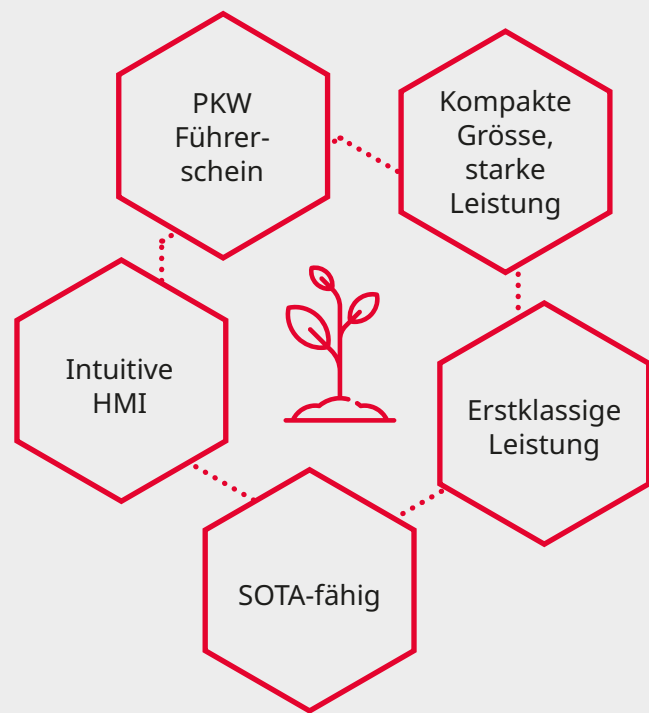 PKW
Führer-
schein
Kompakte
Grösse,
starke
Leistung
Intuitive
HMI
Erstklassige
Leistung
SOTA-fähig